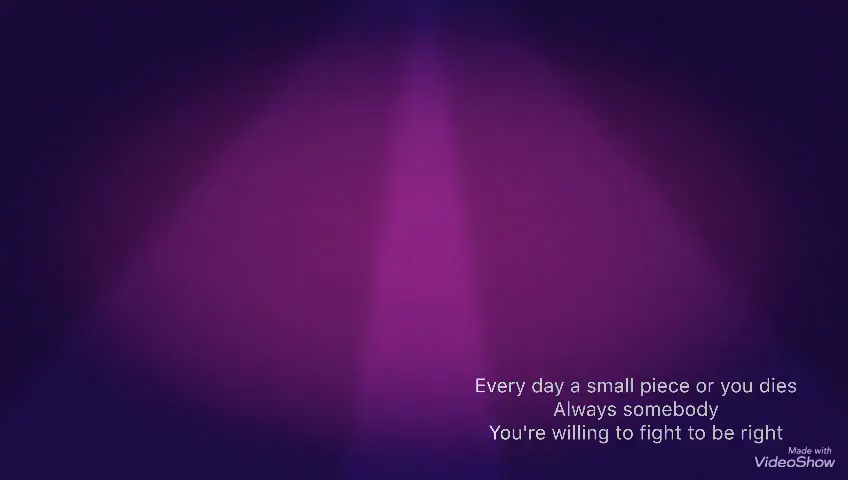 Every day a small piece or you dies
Always somebody
You're willing to fight to be right
Made with
VideoShow